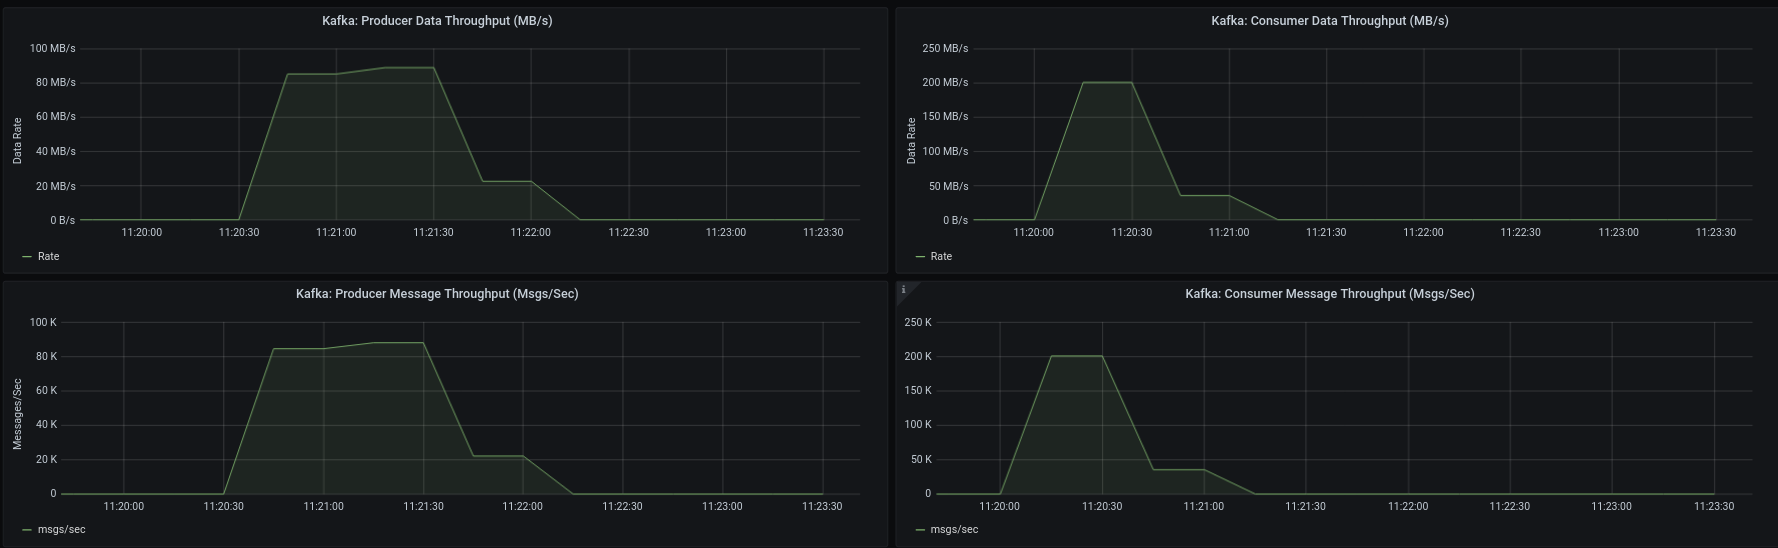 Kafka: Producer Data Throughput (MB/s)
100 MB/s
80 MB/s
60 MB/s
40 MB/s
20 MB/s
0 B/s
Data Rate
11:20:00 11:20:30 11:21:00 11:21:30 11:22:00 11:22:30 11:23:00 11:23:30
Rate
Kafka: Consumer Data Throughput (MB/s)
250 MB/s
200 MB/s
150 MB/s
100 MB/s
50 MB/s
0 B/s
Data Rate
11:20:00 11:20:30 11:21:00 11:21:30 11:22:00 11:22:30 11:23:00 11:23:30
Rate
Kafka: Producer Message Throughput (Msgs/Sec)
100 K
80 K
60 K
40 K
20 K
0
Messages/Sec
11:20:00 11:20:30 11:21:00 11:21:30 11:22:00 11:22:30 11:23:00 11:23:30
msgs/sec
i
Kafka: Consumer Message Throughput (Msgs/Sec)
250 K
200 K
150 K
100 K
50 K
0
11:20:00 11:20:30 11:21:00 11:21:30 11:22:00 11:22:30 11:23:00 11:23:30
msgs/sec